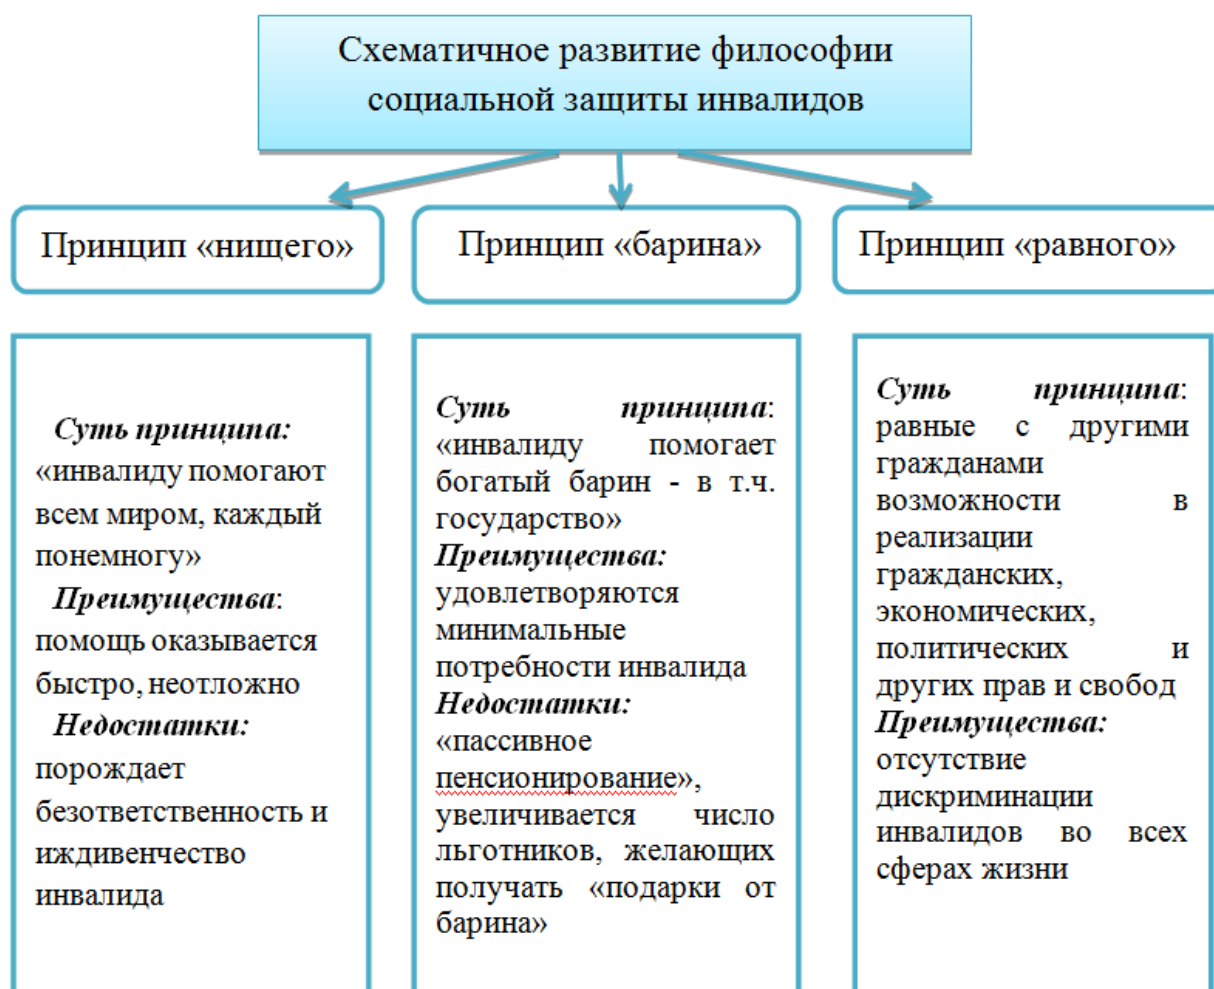 Схематичное развитие философии
социальной защиты инвалидов
Принцип «нищего»
Принцип «барина»
Принцип «равного»
Суть принципа:
«инвалиду помогают
всем миром, каждый
понемногу»
Преимущества:
помощь оказывается
быстро, неотложно
Недостатки:
порождает
безответственность и
иждивенчество
инвалида
Суть принципа:
«инвалиду помогает
богатый барин - в т.ч.
государство»
Преимущества:
удовлетворяются
минимальные
потребности инвалида
Недостатки:
«пассивное
пенсионирование»,
увеличивается число
льготников, желающих
получать «подарки от
барина»
Суть принципа:
равные с другими
гражданами
возможности в
реализации
гражданских,
экономических,
политических и
других прав и свобод
Преимущества:
отсутствие
дискриминации
инвалидов во всех
сферах жизни